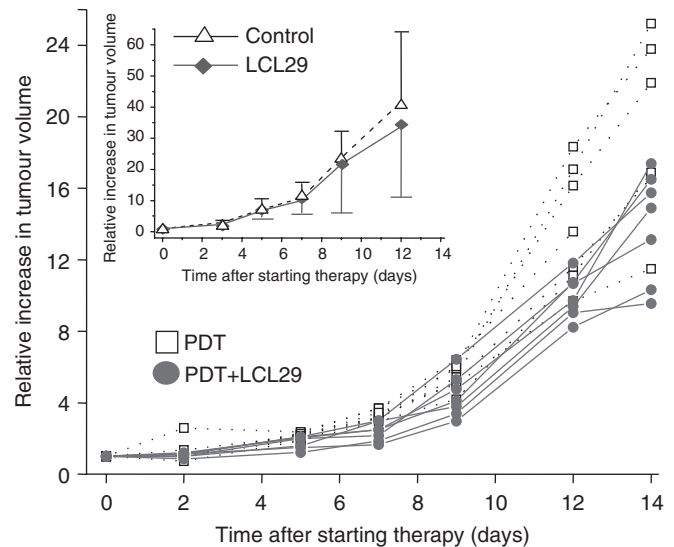 Relative increase in tumour volume
24
20
16
12
8
4
0
0 2 4 6 8 10 12 14
Time after starting therapy (days)
PDT
PDT+LCL29
Relative increase in tumour volume
60
50
40
30
20
10
0
0 2 4 6 8 10 12 14
Time after starting therapy (days)
Control
LCL29